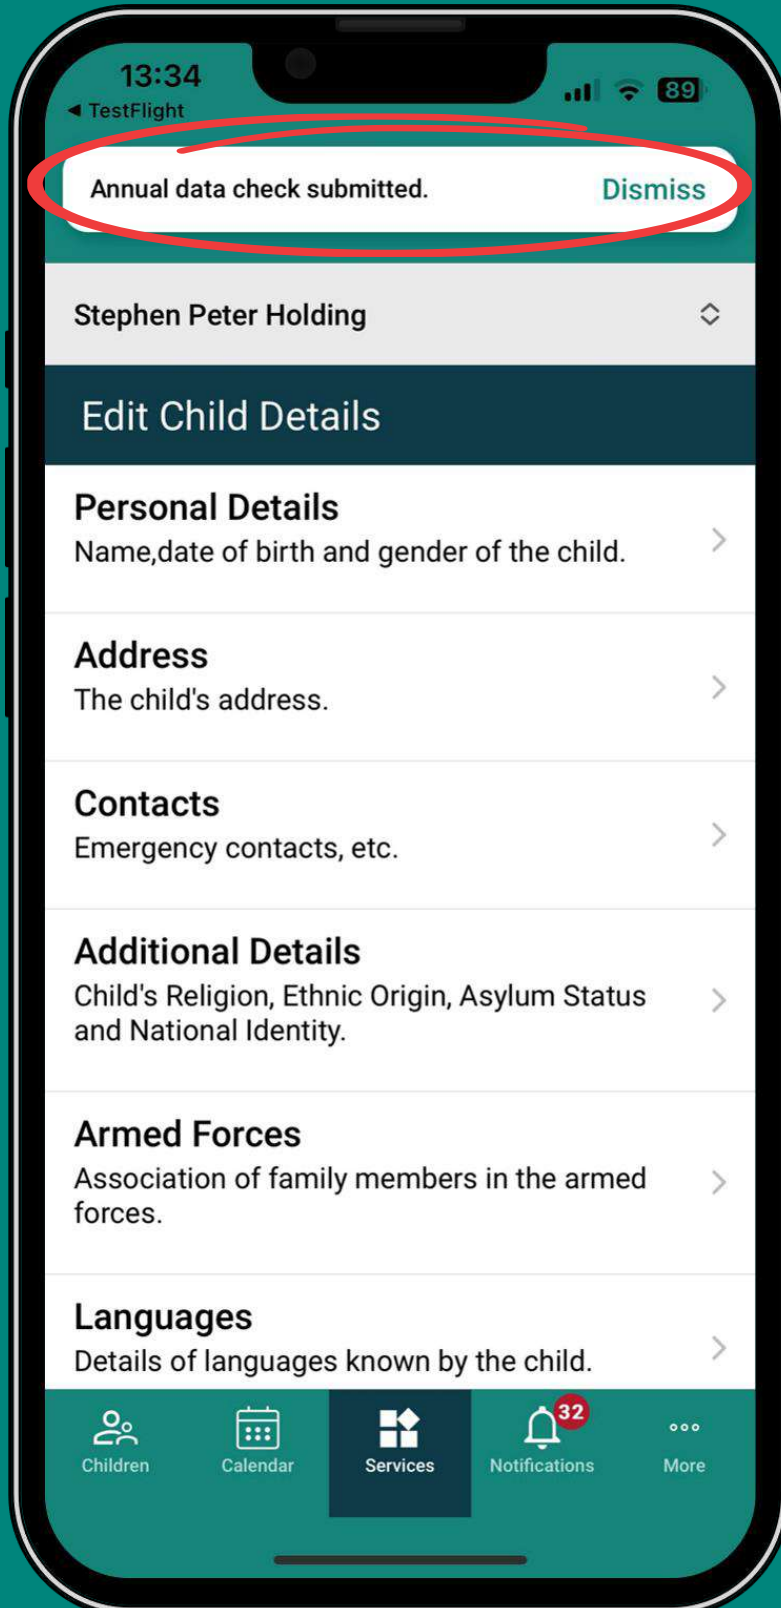 13:34
◀ TestFlight
89
Annual data check submitted.
Dismiss
Stephen Peter Holding
Edit Child Details
Personal Details
Name,date of birth and gender of the child.
Address
The child's address.
Contacts
Emergency contacts, etc.
Additional Details
Child's Religion, Ethnic Origin, Asylum Status
and National Identity.
Armed Forces
Association of family members in the armed
forces.
Languages
Details of languages known by the child.
32
Children
Calendar
Services
Notifications
More